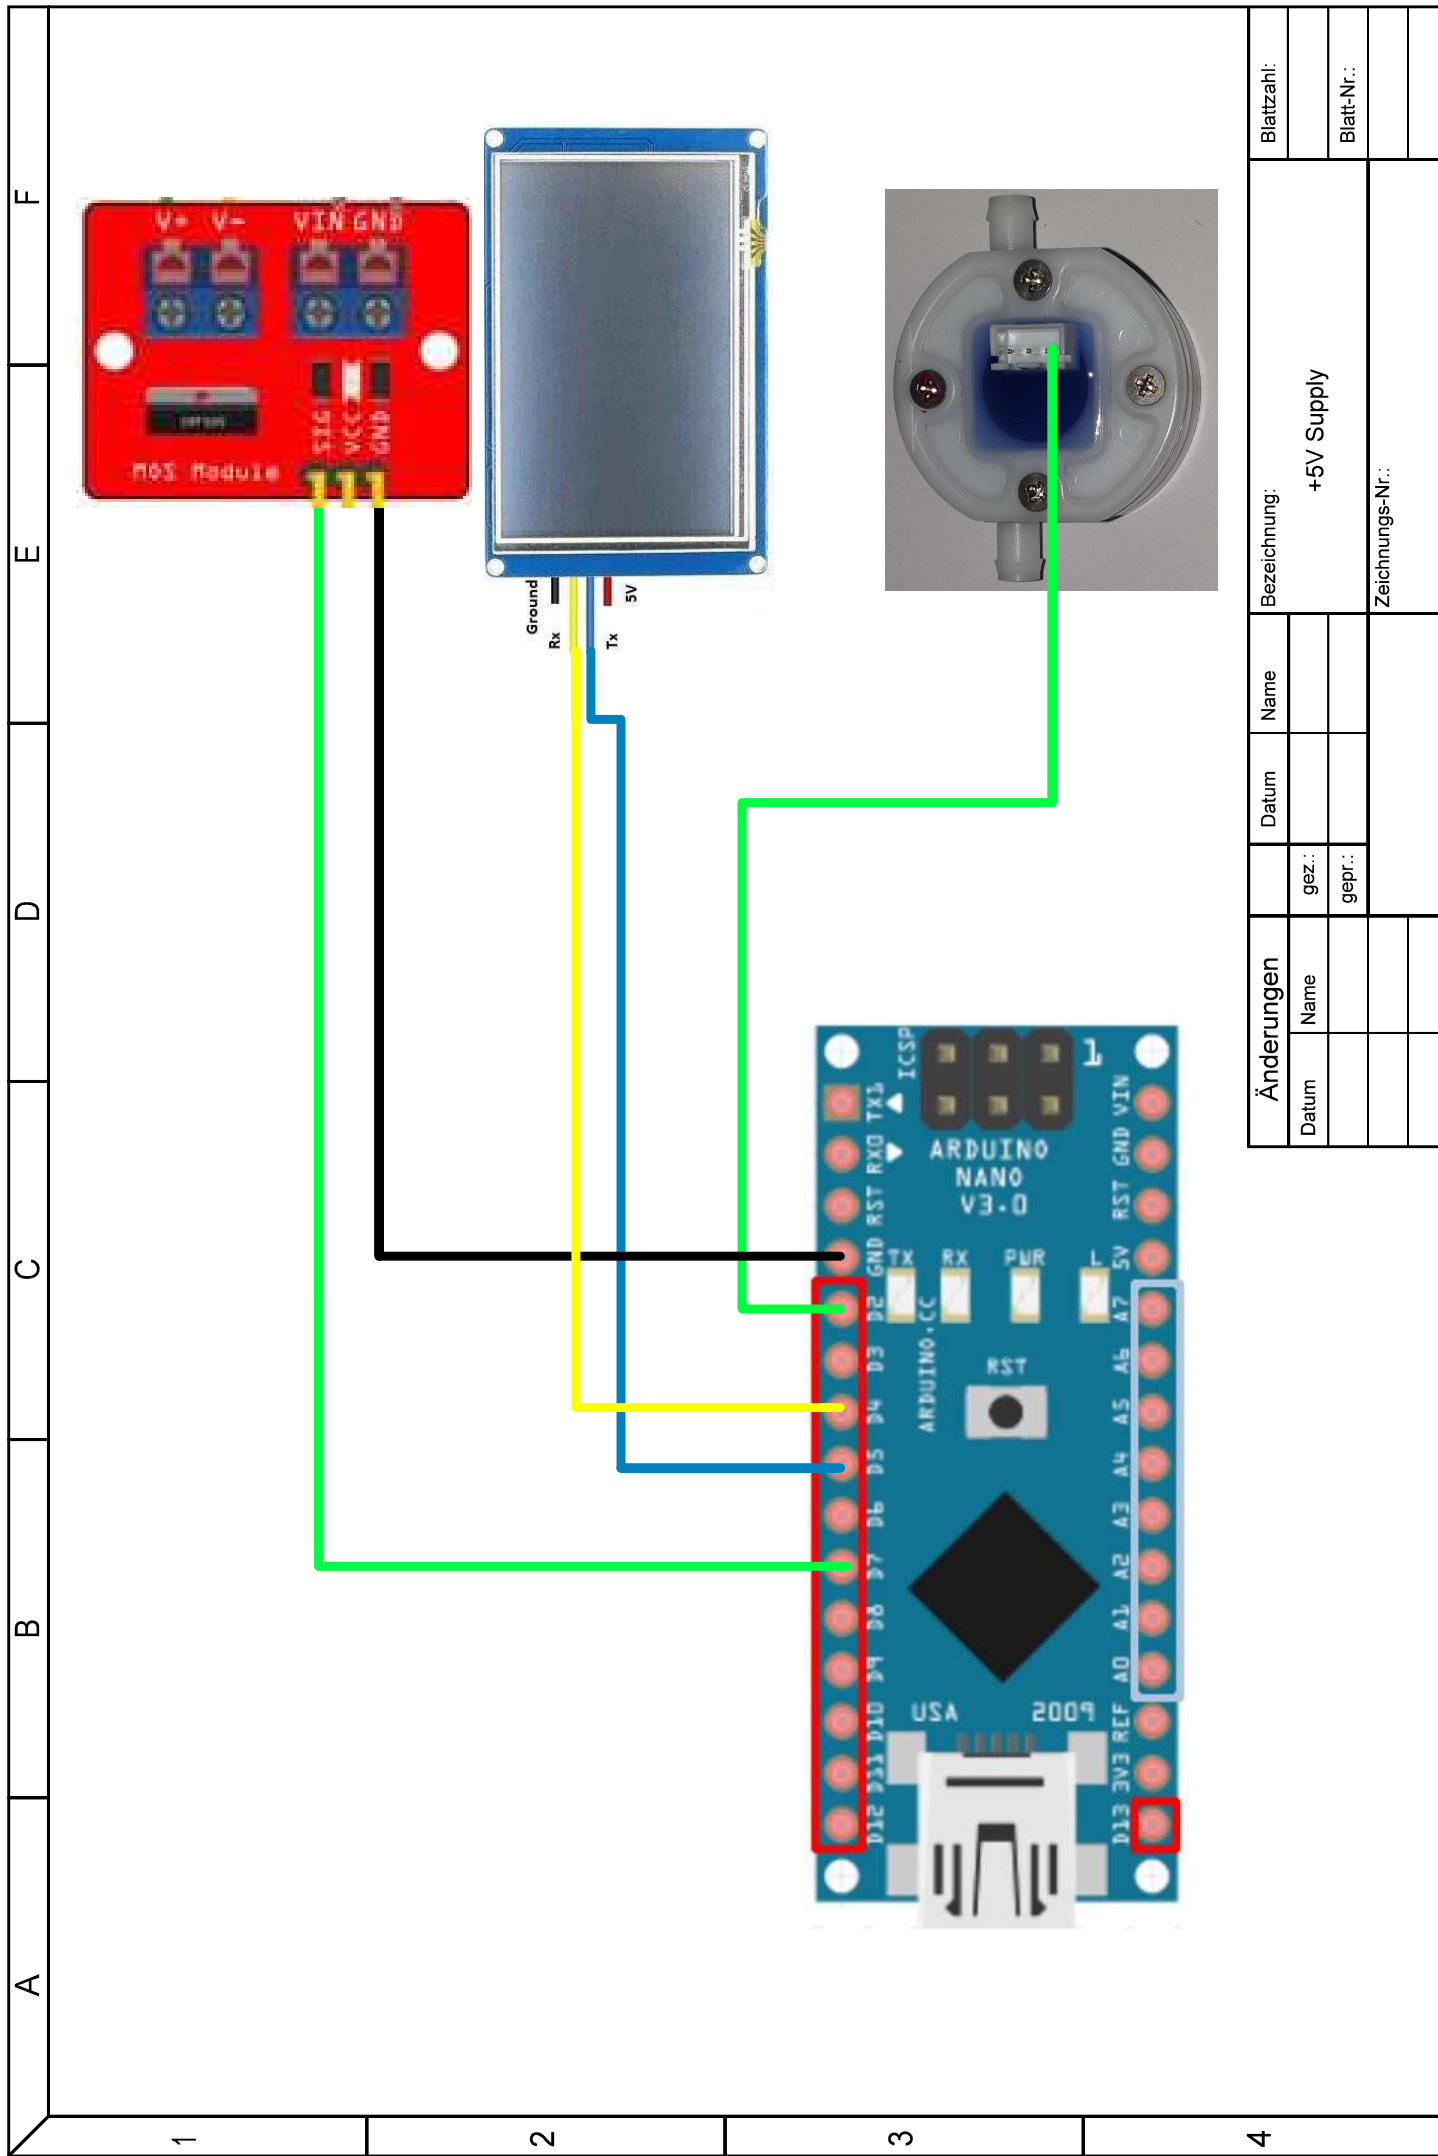 F
E
D
C
B
A
1
2
3
4
V+ V-
VIN GND
SIG
VCC
GND
MOS Module
Ground
Rx
Tx
5V
ICSP
1
ARDUINO
NANO
V3.0
TX1
RX0
RST
GND
D2
D3
D4
D5
D6
D7
D8
D9
D10
D11
D12
TX RX PWR L
ARDUINO.CC
RST
USA 2009
VIN
GND
RST
5V
A7
A6
A5
A4
A3
A2
A1
A0
REF
3V3
D13
Änderungen
Datum Name
Datum Name
gez.:
gepr.:
Bezeichnung:
+5V Supply
Zeichnungs-Nr.:
Blattzahl:
Blatt-Nr.: